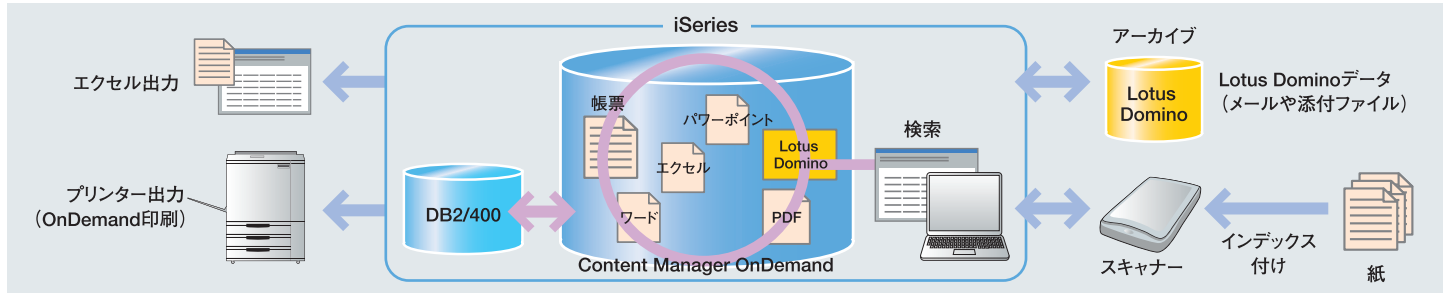 iSeries
エクセル出力
プリンター出力
（OnDemand印刷）
DB2/400
帳票
パワーポイント
エクセル
Lotus
Domino
ワード
PDF
Content Manager OnDemand
検索
アーカイブ
Lotus
Domino
Lotus Dominoデータ
（メールや添付ファイル）
スキャナー
インデックス
付け
紙